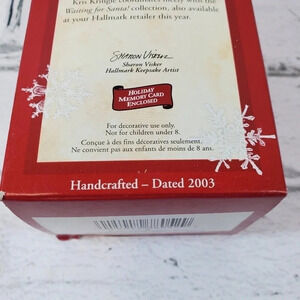 Kris Kringle coordinates nicely with the
Waiting for Santa! collection, also available
at your Hallmark retailer this year.
Sharon Visker
Sharon Visker
Hallmark Keepsake Artist
HOLIDAY
MEMORY CARD
ENCLOSED
For decorative use only.
Not for children under 8.
Conçue à des fins décoratives seulement.
Ne convient pas aux enfants de moins de 8 ans.
Handcrafted – Dated 2003